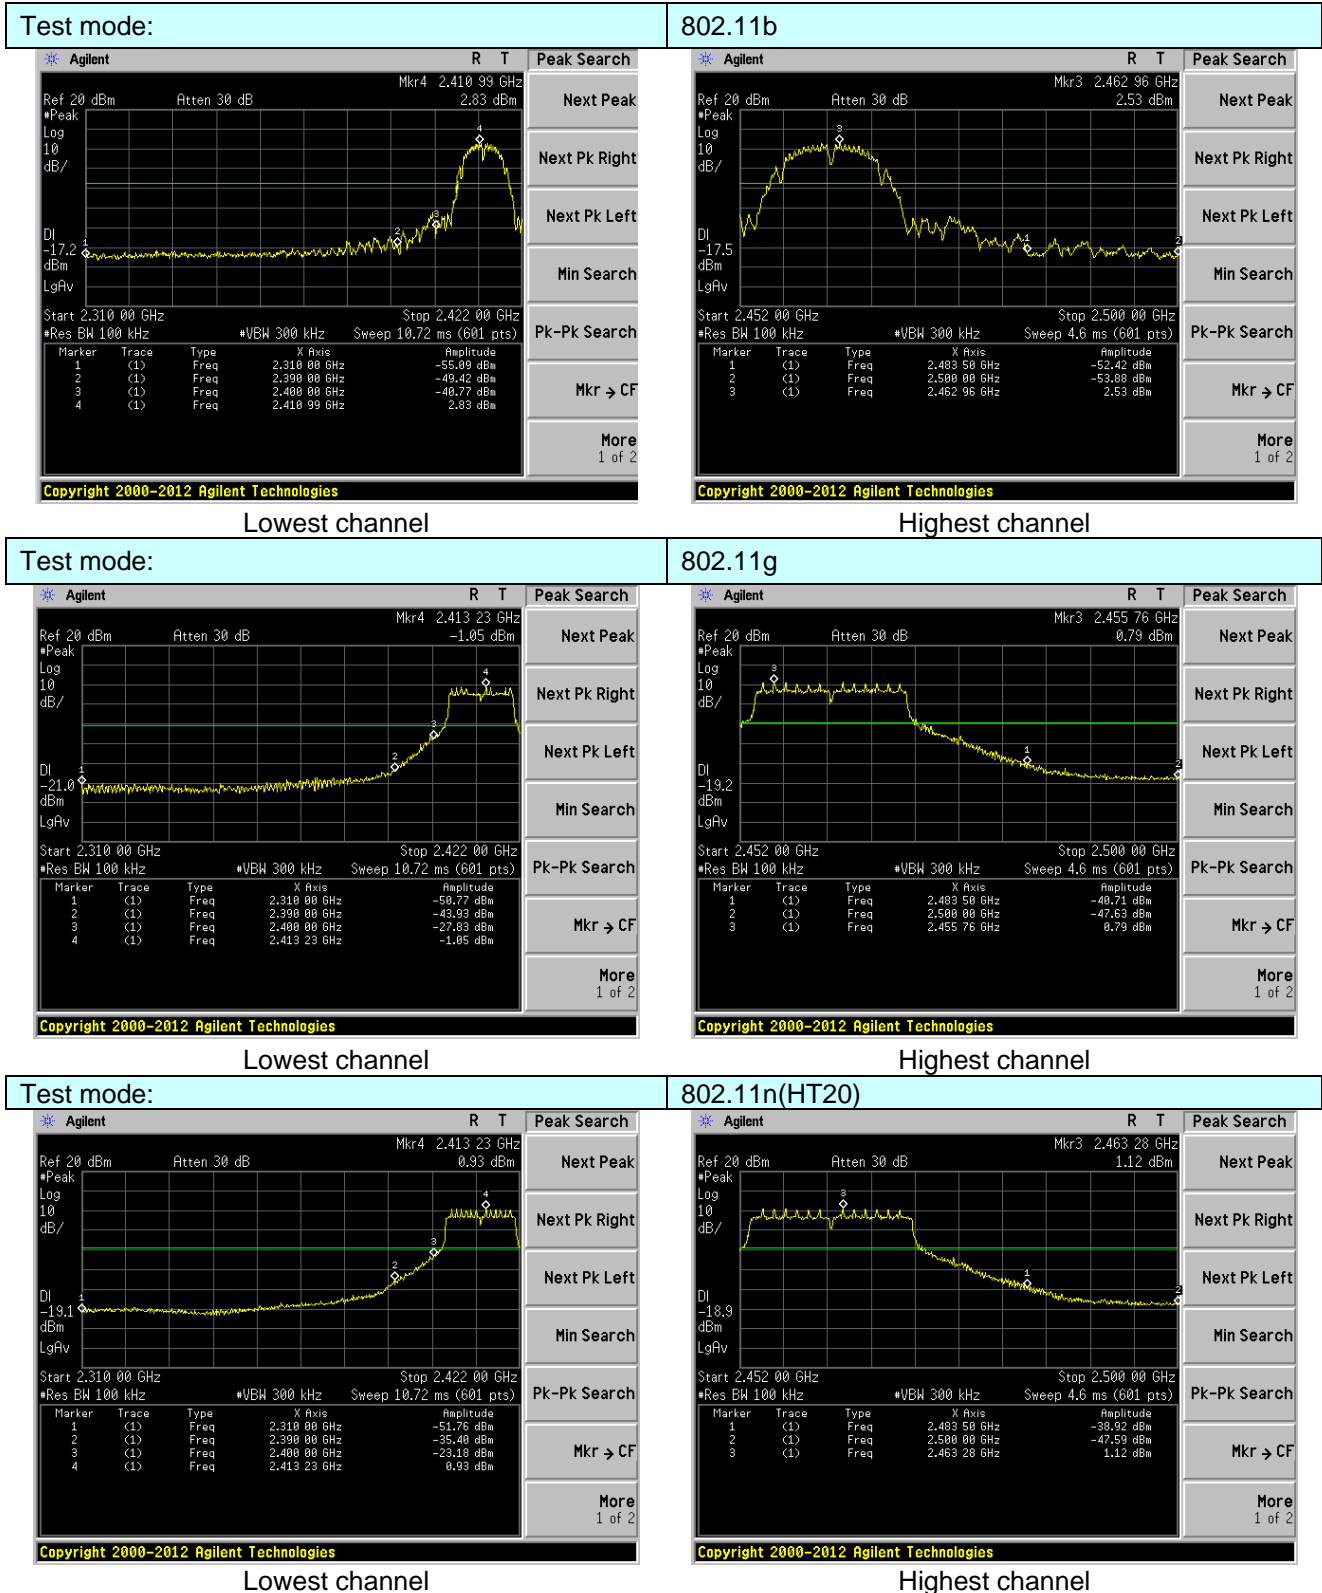 Test mode: 802.11b
Agilent R T Peak Search
Mkr4 2.410 99 GHz
Ref 20 dBm Atten 30 dB 2.83 dBm
#Peak
Log
10
dB/
4
3
2
1
DI
-17.2
dBm
LgAv
Start 2.310 00 GHz Stop 2.422 00 GHz
#Res BW 100 kHz #VBW 300 kHz Sweep 10.72 ms (601 pts)
Marker Trace Type X Axis Amplitude
1 (1) Freq 2.310 00 GHz -55.09 dBm
2 (1) Freq 2.390 00 GHz -49.42 dBm
3 (1) Freq 2.400 00 GHz -40.77 dBm
4 (1) Freq 2.410 99 GHz 2.83 dBm
Next Peak
Next Pk Right
Next Pk Left
Min Search
Pk-Pk Search
Mkr → CF
More
1 of 2
Copyright 2000-2012 Agilent Technologies
Lowest channel
Agilent R T Peak Search
Mkr3 2.462 96 GHz
Ref 20 dBm Atten 30 dB 2.53 dBm
#Peak
Log
10
dB/
3
1
2
DI
-17.5
dBm
LgAv
Start 2.452 00 GHz Stop 2.500 00 GHz
#Res BW 100 kHz #VBW 300 kHz Sweep 4.6 ms (601 pts)
Marker Trace Type X Axis Amplitude
1 (1) Freq 2.483 50 GHz -52.42 dBm
2 (1) Freq 2.500 00 GHz -53.88 dBm
3 (1) Freq 2.462 96 GHz 2.53 dBm
Next Peak
Next Pk Right
Next Pk Left
Min Search
Pk-Pk Search
Mkr → CF
More
1 of 2
Copyright 2000-2012 Agilent Technologies
Highest channel
Test mode: 802.11g
Agilent R T Peak Search
Mkr4 2.413 23 GHz
Ref 20 dBm Atten 30 dB -1.05 dBm
#Peak
Log
10
dB/
4
3
2
1
DI
-21.0
dBm
LgAv
Start 2.310 00 GHz Stop 2.422 00 GHz
#Res BW 100 kHz #VBW 300 kHz Sweep 10.72 ms (601 pts)
Marker Trace Type X Axis Amplitude
1 (1) Freq 2.310 00 GHz -50.77 dBm
2 (1) Freq 2.390 00 GHz -43.93 dBm
3 (1) Freq 2.400 00 GHz -27.83 dBm
4 (1) Freq 2.413 23 GHz -1.05 dBm
Next Peak
Next Pk Right
Next Pk Left
Min Search
Pk-Pk Search
Mkr → CF
More
1 of 2
Copyright 2000-2012 Agilent Technologies
Lowest channel
Agilent R T Peak Search
Mkr3 2.455 76 GHz
Ref 20 dBm Atten 30 dB 0.79 dBm
#Peak
Log
10
dB/
3
1
2
DI
-19.2
dBm
LgAv
Start 2.452 00 GHz Stop 2.500 00 GHz
#Res BW 100 kHz #VBW 300 kHz Sweep 4.6 ms (601 pts)
Marker Trace Type X Axis Amplitude
1 (1) Freq 2.483 50 GHz -40.71 dBm
2 (1) Freq 2.500 00 GHz -47.63 dBm
3 (1) Freq 2.455 76 GHz 0.79 dBm
Next Peak
Next Pk Right
Next Pk Left
Min Search
Pk-Pk Search
Mkr → CF
More
1 of 2
Copyright 2000-2012 Agilent Technologies
Highest channel
Test mode: 802.11n(HT20)
Agilent R T Peak Search
Mkr4 2.413 23 GHz
Ref 20 dBm Atten 30 dB 0.93 dBm
#Peak
Log
10
dB/
4
3
2
1
DI
-19.1
dBm
LgAv
Start 2.310 00 GHz Stop 2.422 00 GHz
#Res BW 100 kHz #VBW 300 kHz Sweep 10.72 ms (601 pts)
Marker Trace Type X Axis Amplitude
1 (1) Freq 2.310 00 GHz -51.76 dBm
2 (1) Freq 2.390 00 GHz -35.40 dBm
3 (1) Freq 2.400 00 GHz -23.18 dBm
4 (1) Freq 2.413 23 GHz 0.93 dBm
Next Peak
Next Pk Right
Next Pk Left
Min Search
Pk-Pk Search
Mkr → CF
More
1 of 2
Copyright 2000-2012 Agilent Technologies
Lowest channel
Agilent R T Peak Search
Mkr3 2.463 28 GHz
Ref 20 dBm Atten 30 dB 1.12 dBm
#Peak
Log
10
dB/
3
1
2
DI
-18.9
dBm
LgAv
Start 2.452 00 GHz Stop 2.500 00 GHz
#Res BW 100 kHz #VBW 300 kHz Sweep 4.6 ms (601 pts)
Marker Trace Type X Axis Amplitude
1 (1) Freq 2.483 50 GHz -38.92 dBm
2 (1) Freq 2.500 00 GHz -47.59 dBm
3 (1) Freq 2.463 28 GHz 1.12 dBm
Next Peak
Next Pk Right
Next Pk Left
Min Search
Pk-Pk Search
Mkr → CF
More
1 of 2
Copyright 2000-2012 Agilent Technologies
Highest channel